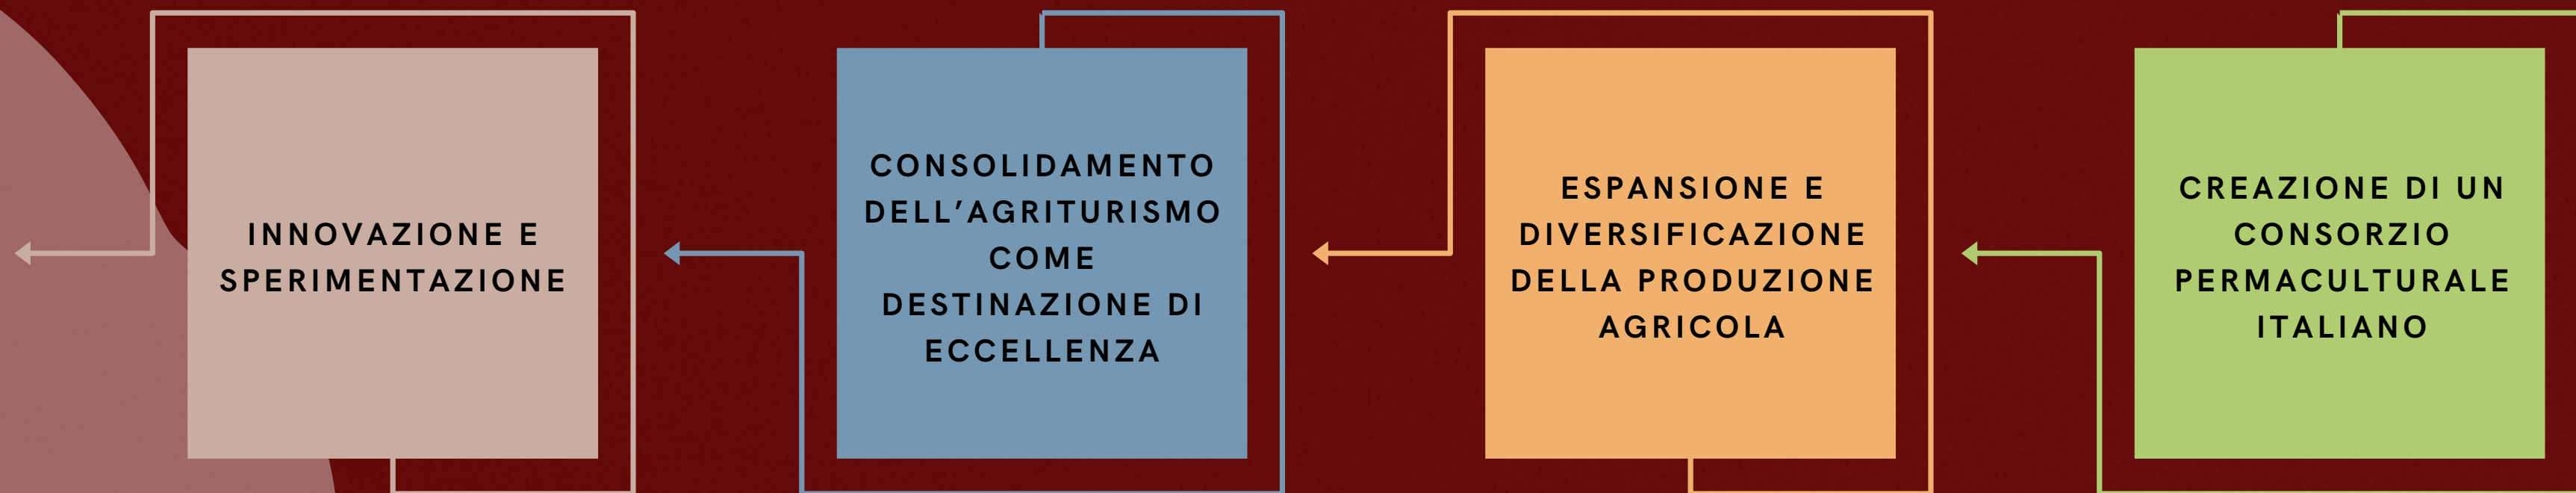 INNOVAZIONE E
SPERIMENTAZIONE
CONSOLIDAMENTO
DELL’AGRITURISMO
COME
DESTINAZIONE DI
ECCELLENZA
ESPANSIONE E
DIVERSIFICAZIONE
DELLA PRODUZIONE
AGRICOLA
CREAZIONE DI UN
CONSORZIO
PERMACULTURALE
ITALIANO